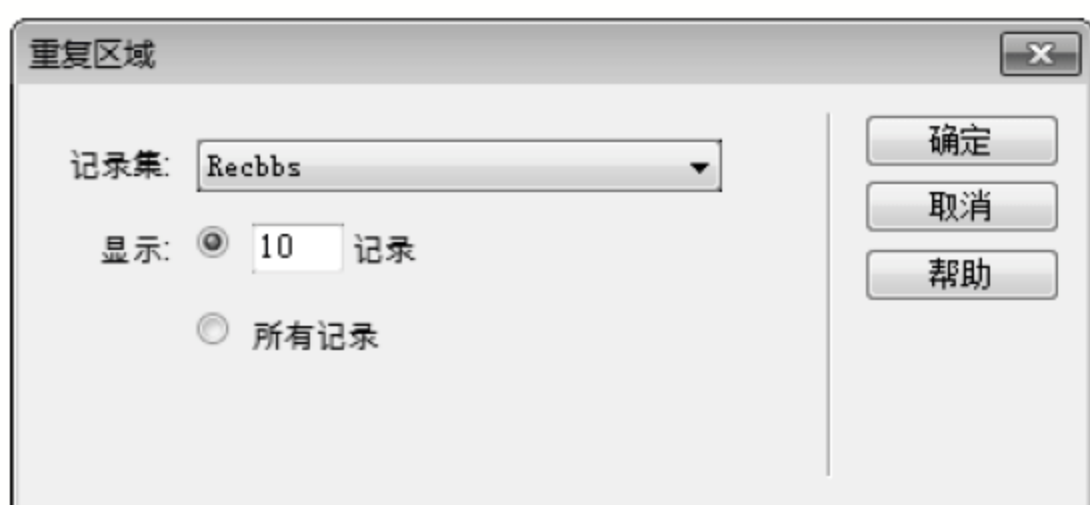 重复区域
记录集: Recbbs
显示: 10 记录
所有记录
确定
取消
帮助